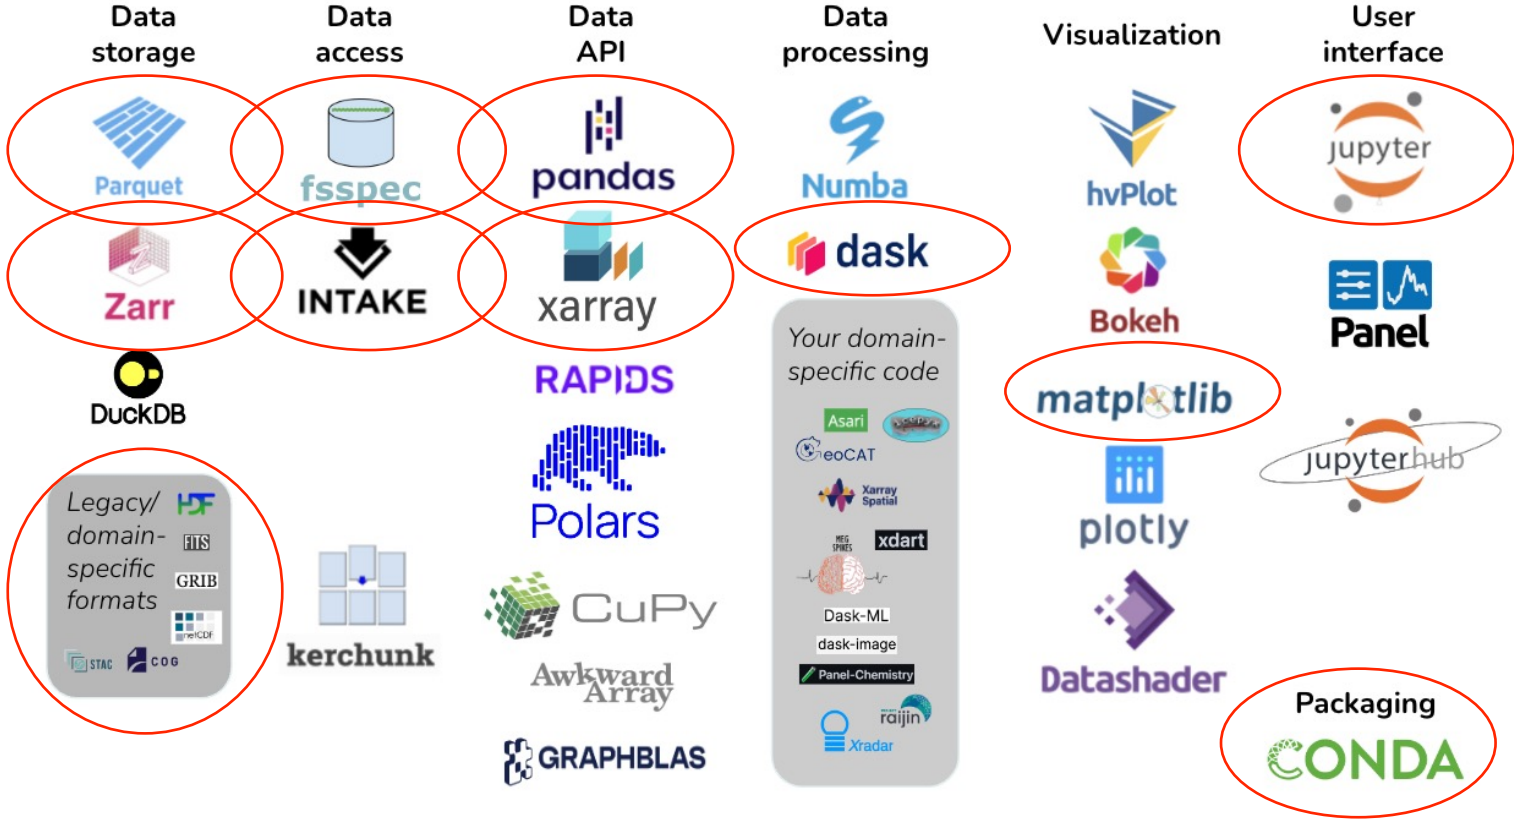 Data
storage
Data
access
Data
API
Data
processing
Visualization
User
interface
Parquet
fsspec
pandas
Numba
hvPlot
jupyter
Zarr
INTAKE
xarray
dask
Bokeh
Panel
DuckDB
RAPIDS
Your domain-
specific code
matplotlib
Legacy/
domain-
specific
formats
HDF
FITS
GRIB
netCDF
STAC
COG
kerchunk
Polars
CuPy
Awkward
Array
GRAPHBLAS
Asari
GeoCAT
Xarray
Spatial
MEG
SPIKES
xdart
Dask-ML
dask-image
Panel-Chemistry
raijin
Xradar
plotly
Datashader
jupyterhub
Packaging
CONDA